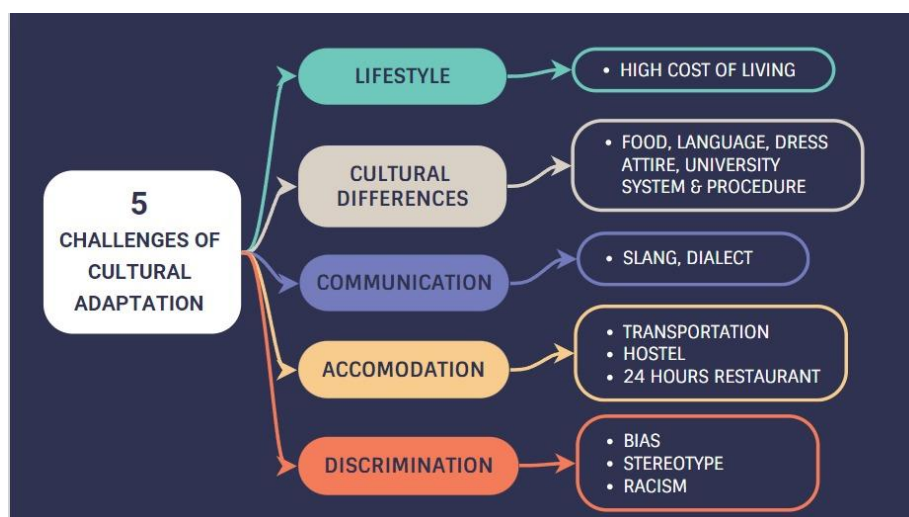 5
CHALLENGES OF
CULTURAL
ADAPTATION
LIFESTYLE
• HIGH COST OF LIVING
CULTURAL
DIFFERENCES
• FOOD, LANGUAGE, DRESS
ATTIRE, UNIVERSITY
SYSTEM & PROCEDURE
COMMUNICATION
• SLANG, DIALECT
ACCOMODATION
• TRANSPORTATION
• HOSTEL
• 24 HOURS RESTAURANT
DISCRIMINATION
• BIAS
• STEREOTYPE
• RACISM